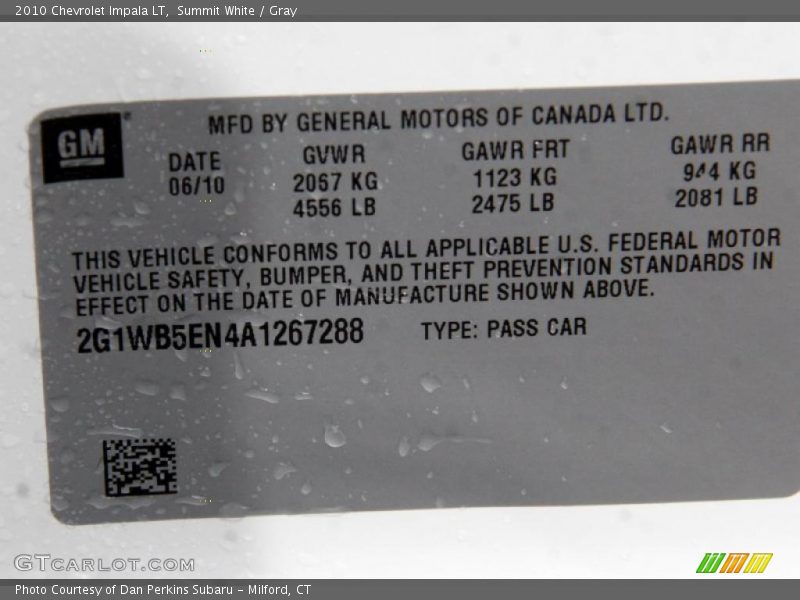 2010 Chevrolet Impala LT, Summit White / Gray
GM
MFD BY GENERAL MOTORS OF CANADA LTD.
DATE GVWR GAWR FRT GAWR RR
06/10 2067 KG 1123 KG 944 KG
4556 LB 2475 LB 2081 LB
THIS VEHICLE CONFORMS TO ALL APPLICABLE U.S. FEDERAL MOTOR
VEHICLE SAFETY, BUMPER, AND THEFT PREVENTION STANDARDS IN
EFFECT ON THE DATE OF MANUFACTURE SHOWN ABOVE.
2G1WB5EN4A1267288 TYPE: PASS CAR
GTCARLOT.COM
Photo Courtesy of Dan Perkins Subaru - Milford, CT